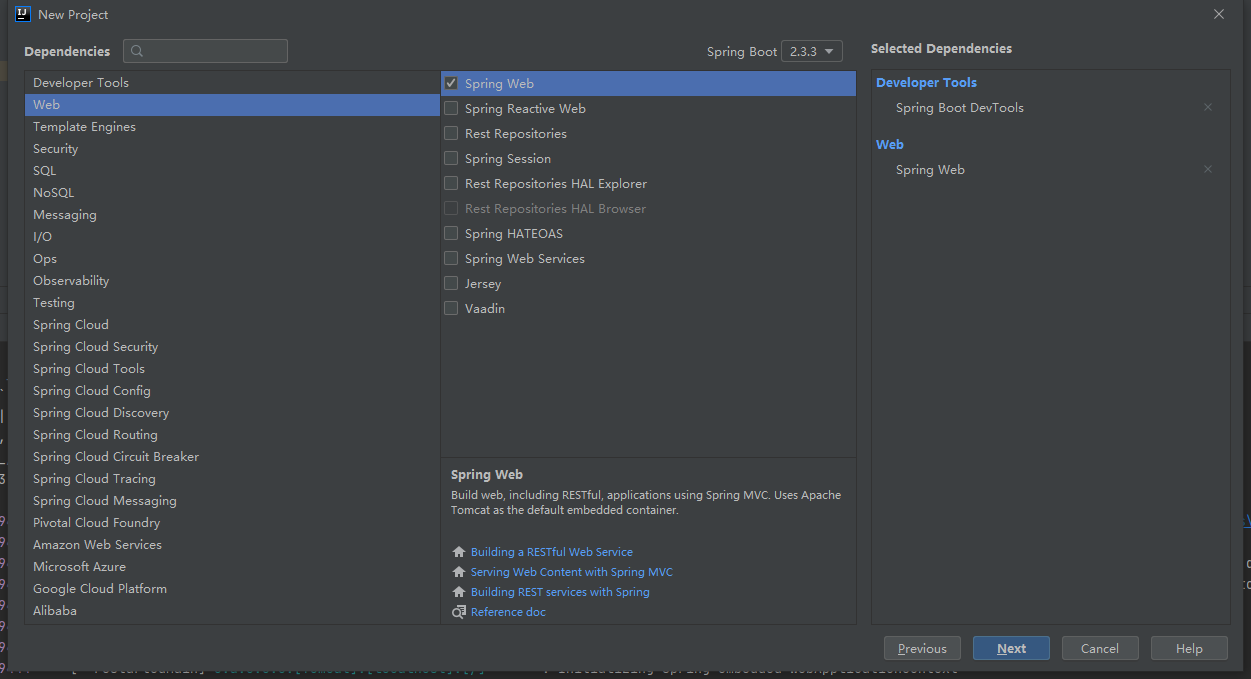 New Project
Dependencies
Spring Boot 2.3.3
Selected Dependencies
Developer Tools
Web
Template Engines
Security
SQL
NoSQL
Messaging
I/O
Ops
Observability
Testing
Spring Cloud
Spring Cloud Security
Spring Cloud Tools
Spring Cloud Config
Spring Cloud Discovery
Spring Cloud Routing
Spring Cloud Circuit Breaker
Spring Cloud Tracing
Spring Cloud Messaging
Pivotal Cloud Foundry
Amazon Web Services
Microsoft Azure
Google Cloud Platform
Alibaba
Spring Web
Spring Reactive Web
Rest Repositories
Spring Session
Rest Repositories HAL Explorer
Rest Repositories HAL Browser
Spring HATEOAS
Spring Web Services
Jersey
Vaadin
Spring Web
Build web, including RESTful, applications using Spring MVC. Uses Apache
Tomcat as the default embedded container.
Building a RESTful Web Service
Serving Web Content with Spring MVC
Building REST services with Spring
Reference doc
Developer Tools
Spring Boot DevTools
Web
Spring Web
Previous
Next
Cancel
Help